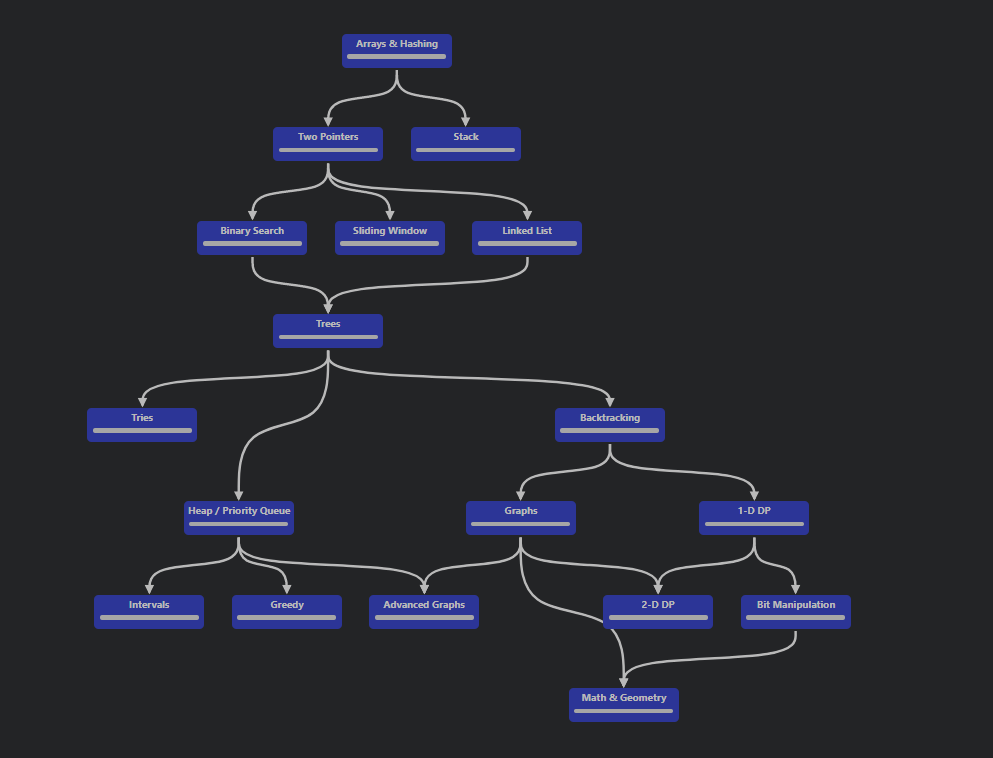 Arrays & Hashing
Two Pointers
Stack
Binary Search
Sliding Window
Linked List
Trees
Tries
Backtracking
Heap / Priority Queue
Graphs
1-D DP
Intervals
Greedy
Advanced Graphs
2-D DP
Bit Manipulation
Math & Geometry